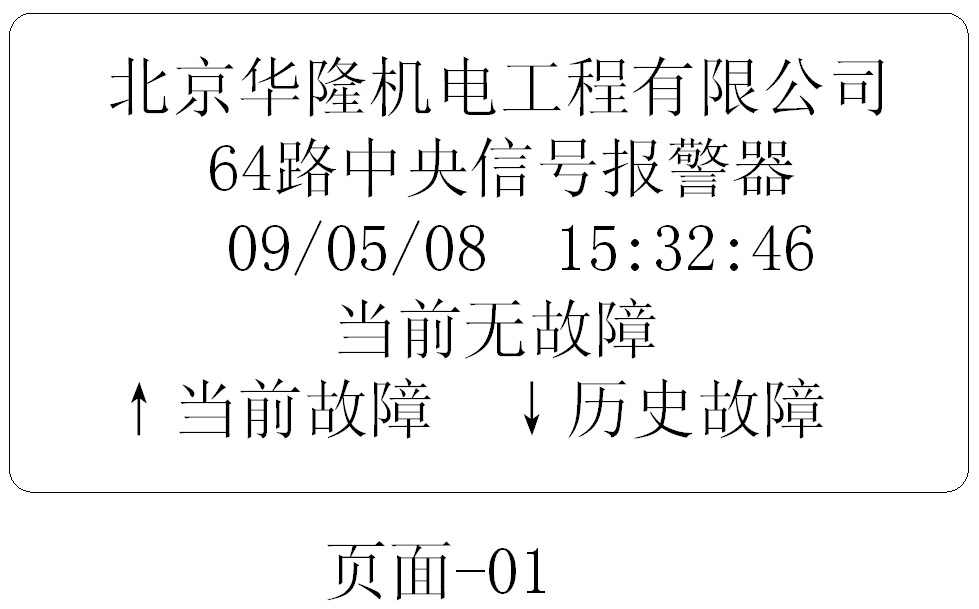 北京华隆机电工程有限公司
64路中央信号报警器
09/05/08 15:32:46
当前无故障
↑当前故障 ↓历史故障
页面-01